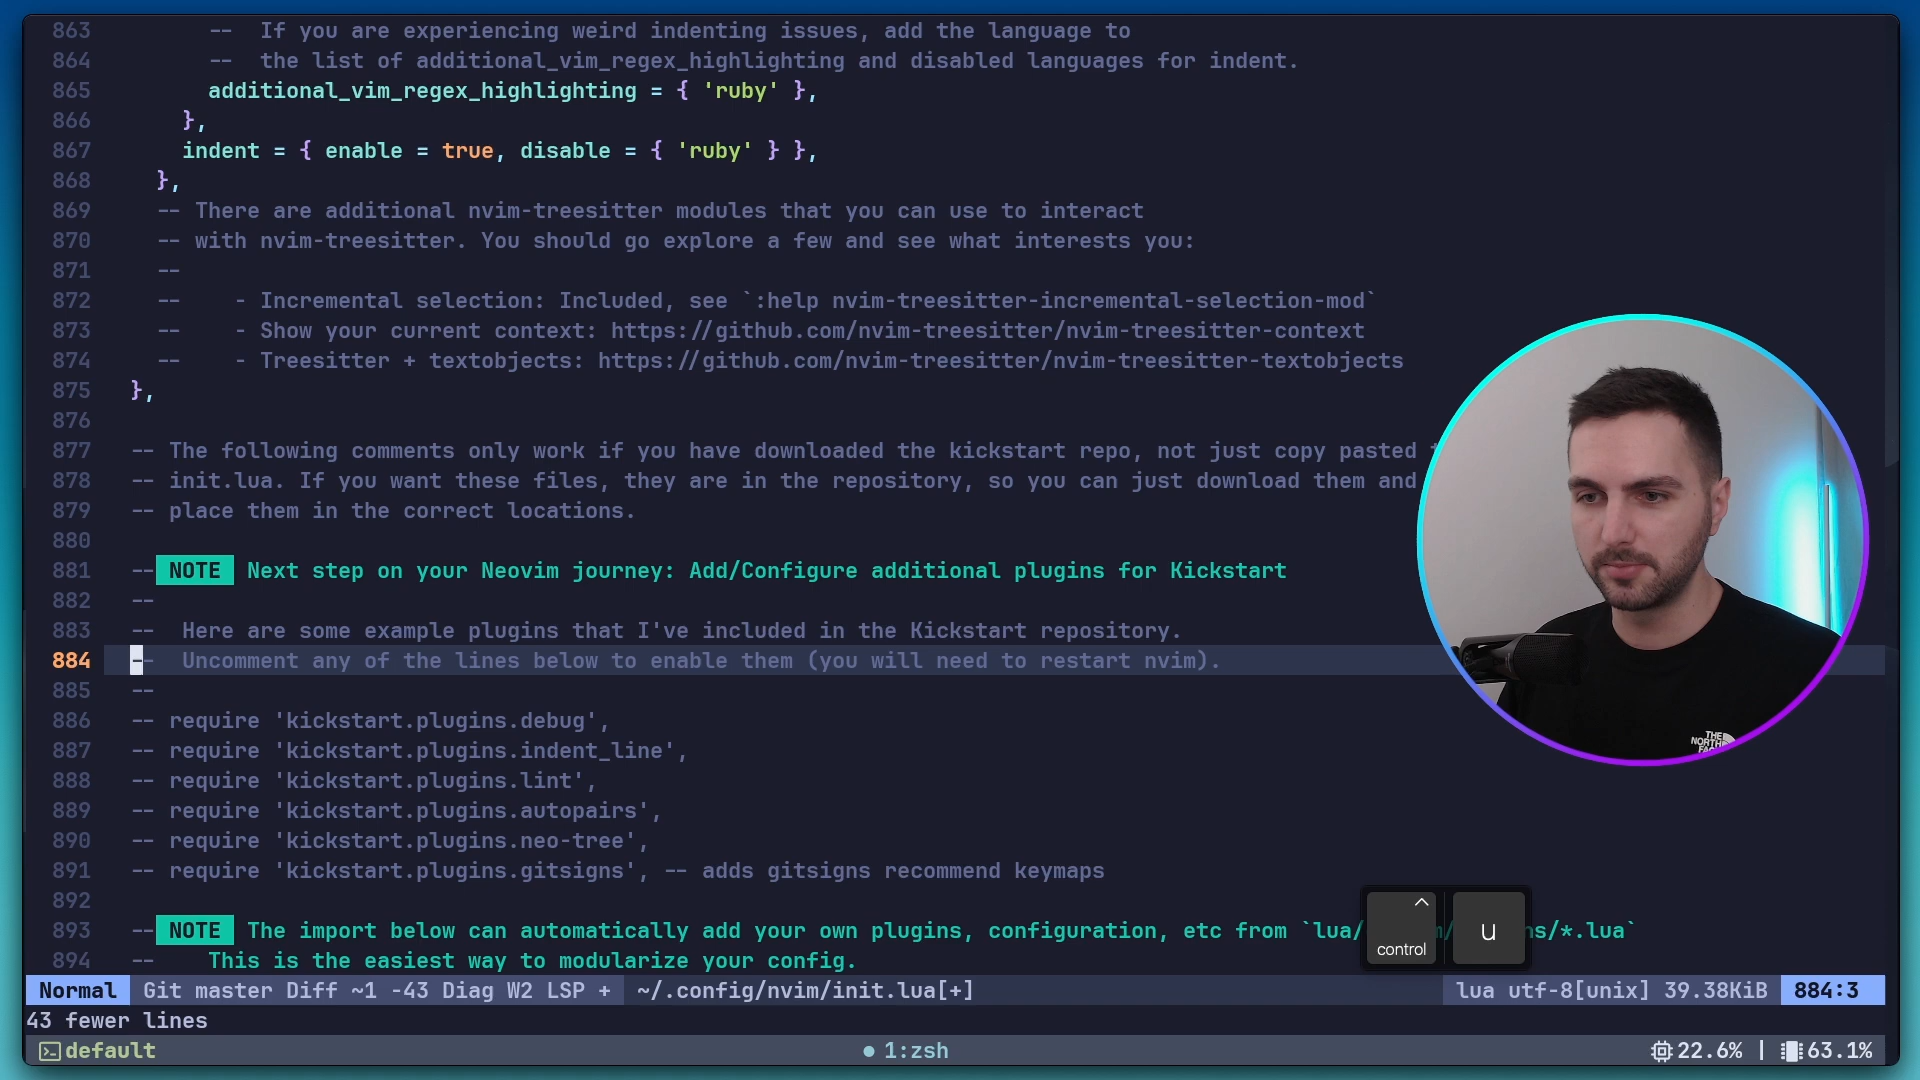 863 -- If you are experiencing weird indenting issues, add the language to
864 -- the list of additional_vim_regex_highlighting and disabled languages for indent.
865 additional_vim_regex_highlighting = { 'ruby' },
866 },
867 indent = { enable = true, disable = { 'ruby' } },
868 },
869 -- There are additional nvim-treesitter modules that you can use to interact
870 -- with nvim-treesitter. You should go explore a few and see what interests you:
871 --
872 -- - Incremental selection: Included, see `:help nvim-treesitter-incremental-selection-mod`
873 -- - Show your current context: https://github.com/nvim-treesitter/nvim-treesitter-context
874 -- - Treesitter + textobjects: https://github.com/nvim-treesitter/nvim-treesitter-textobjects
875 },
876
877 -- The following comments only work if you have downloaded the kickstart repo, not just copy pasted
878 -- init.lua. If you want these files, they are in the repository, so you can just download them and
879 -- place them in the correct locations.
880
881 -- NOTE Next step on your Neovim journey: Add/Configure additional plugins for Kickstart
882 --
883 -- Here are some example plugins that I've included in the Kickstart repository.
884 -- Uncomment any of the lines below to enable them (you will need to restart nvim).
885 --
886 -- require 'kickstart.plugins.debug',
887 -- require 'kickstart.plugins.indent_line',
888 -- require 'kickstart.plugins.lint',
889 -- require 'kickstart.plugins.autopairs',
890 -- require 'kickstart.plugins.neo-tree',
891 -- require 'kickstart.plugins.gitsigns', -- adds gitsigns recommend keymaps
892
893 -- NOTE The import below can automatically add your own plugins, configuration, etc from `lua/ /*.lua`
894 -- This is the easiest way to modularize your config.
control u
Normal Git master Diff ~1 -43 Diag W2 LSP + ~/.config/nvim/init.lua[+] lua utf-8[unix] 39.38KiB 884:3
43 fewer lines
default 1:zsh 22.6% | 63.1%
THE
NORTH